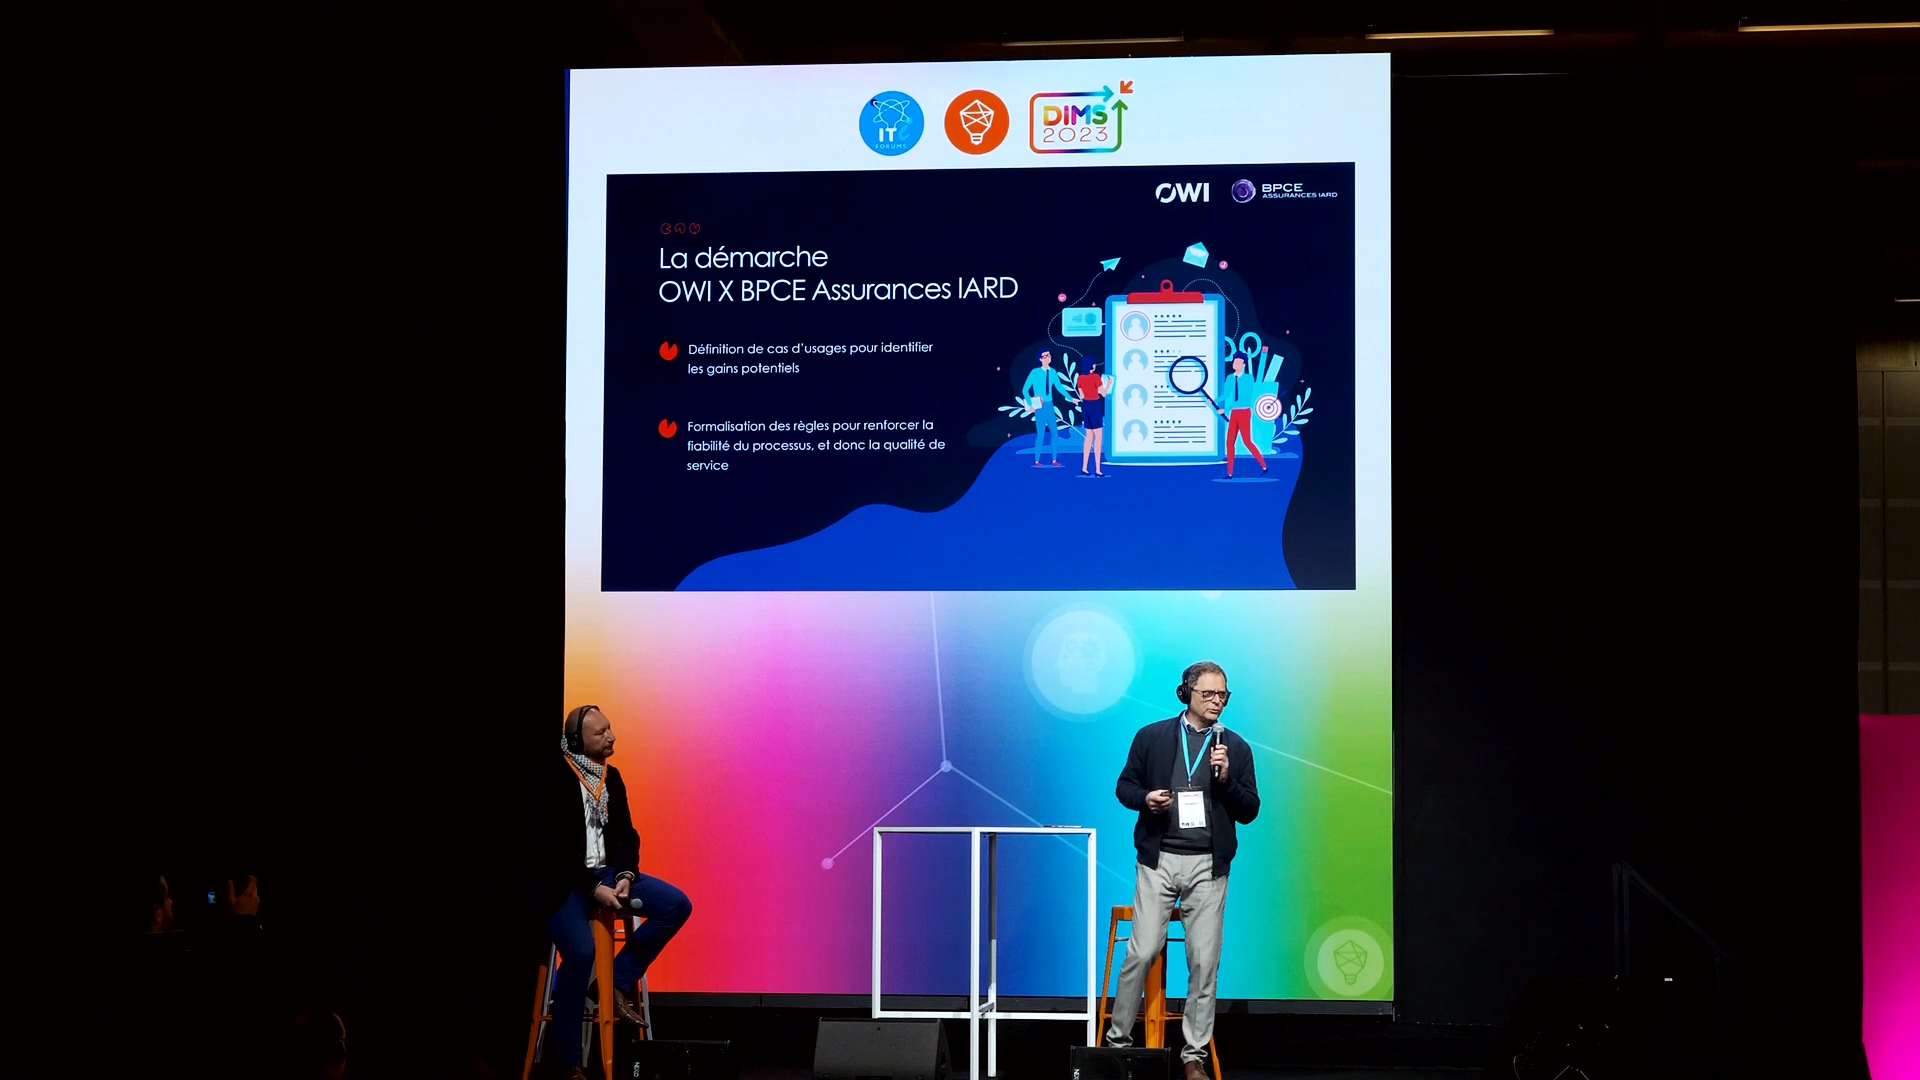 IT
FORUMS
DIMS
2023
OWI
BPCE
ASSURANCES IARD
La démarche
OWI X BPCE Assurances IARD
Définition de cas d'usages pour identifier
les gains potentiels
Formalisation des règles pour renforcer la
fiabilité du processus, et donc la qualité de
service
NEXO
NEXO